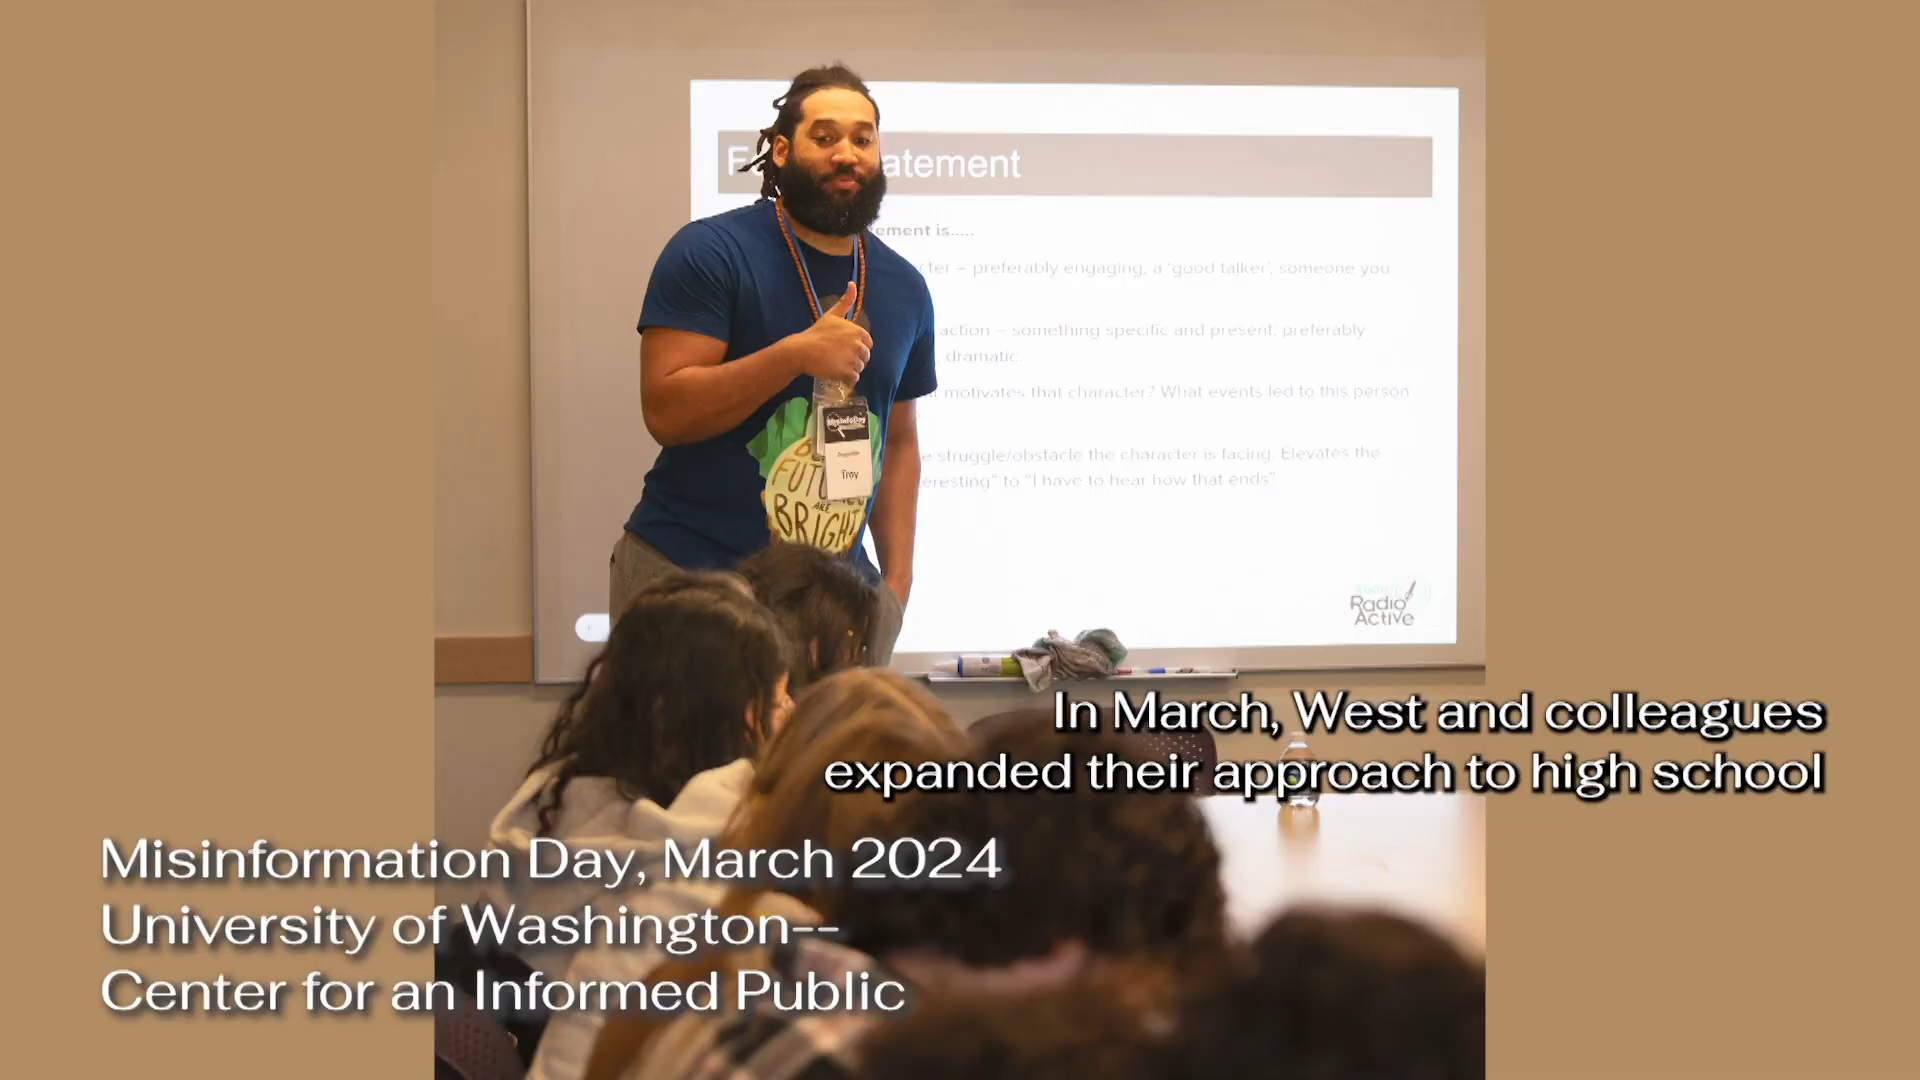 atement
ement is.....
cter – preferably engaging, a ‘good talker’, someone you
action – something specific and present; preferably
dramatic.
motivates that character? What events led to this person
struggle/obstacle the character is facing. Elevates the
eresting” to “I have to hear how that ends”
MisinfoDay
Presenter
Troy
BRIGHT
Radio
Active
In March, West and colleagues
expanded their approach to high school
Misinformation Day, March 2024
University of Washington--
Center for an Informed Public